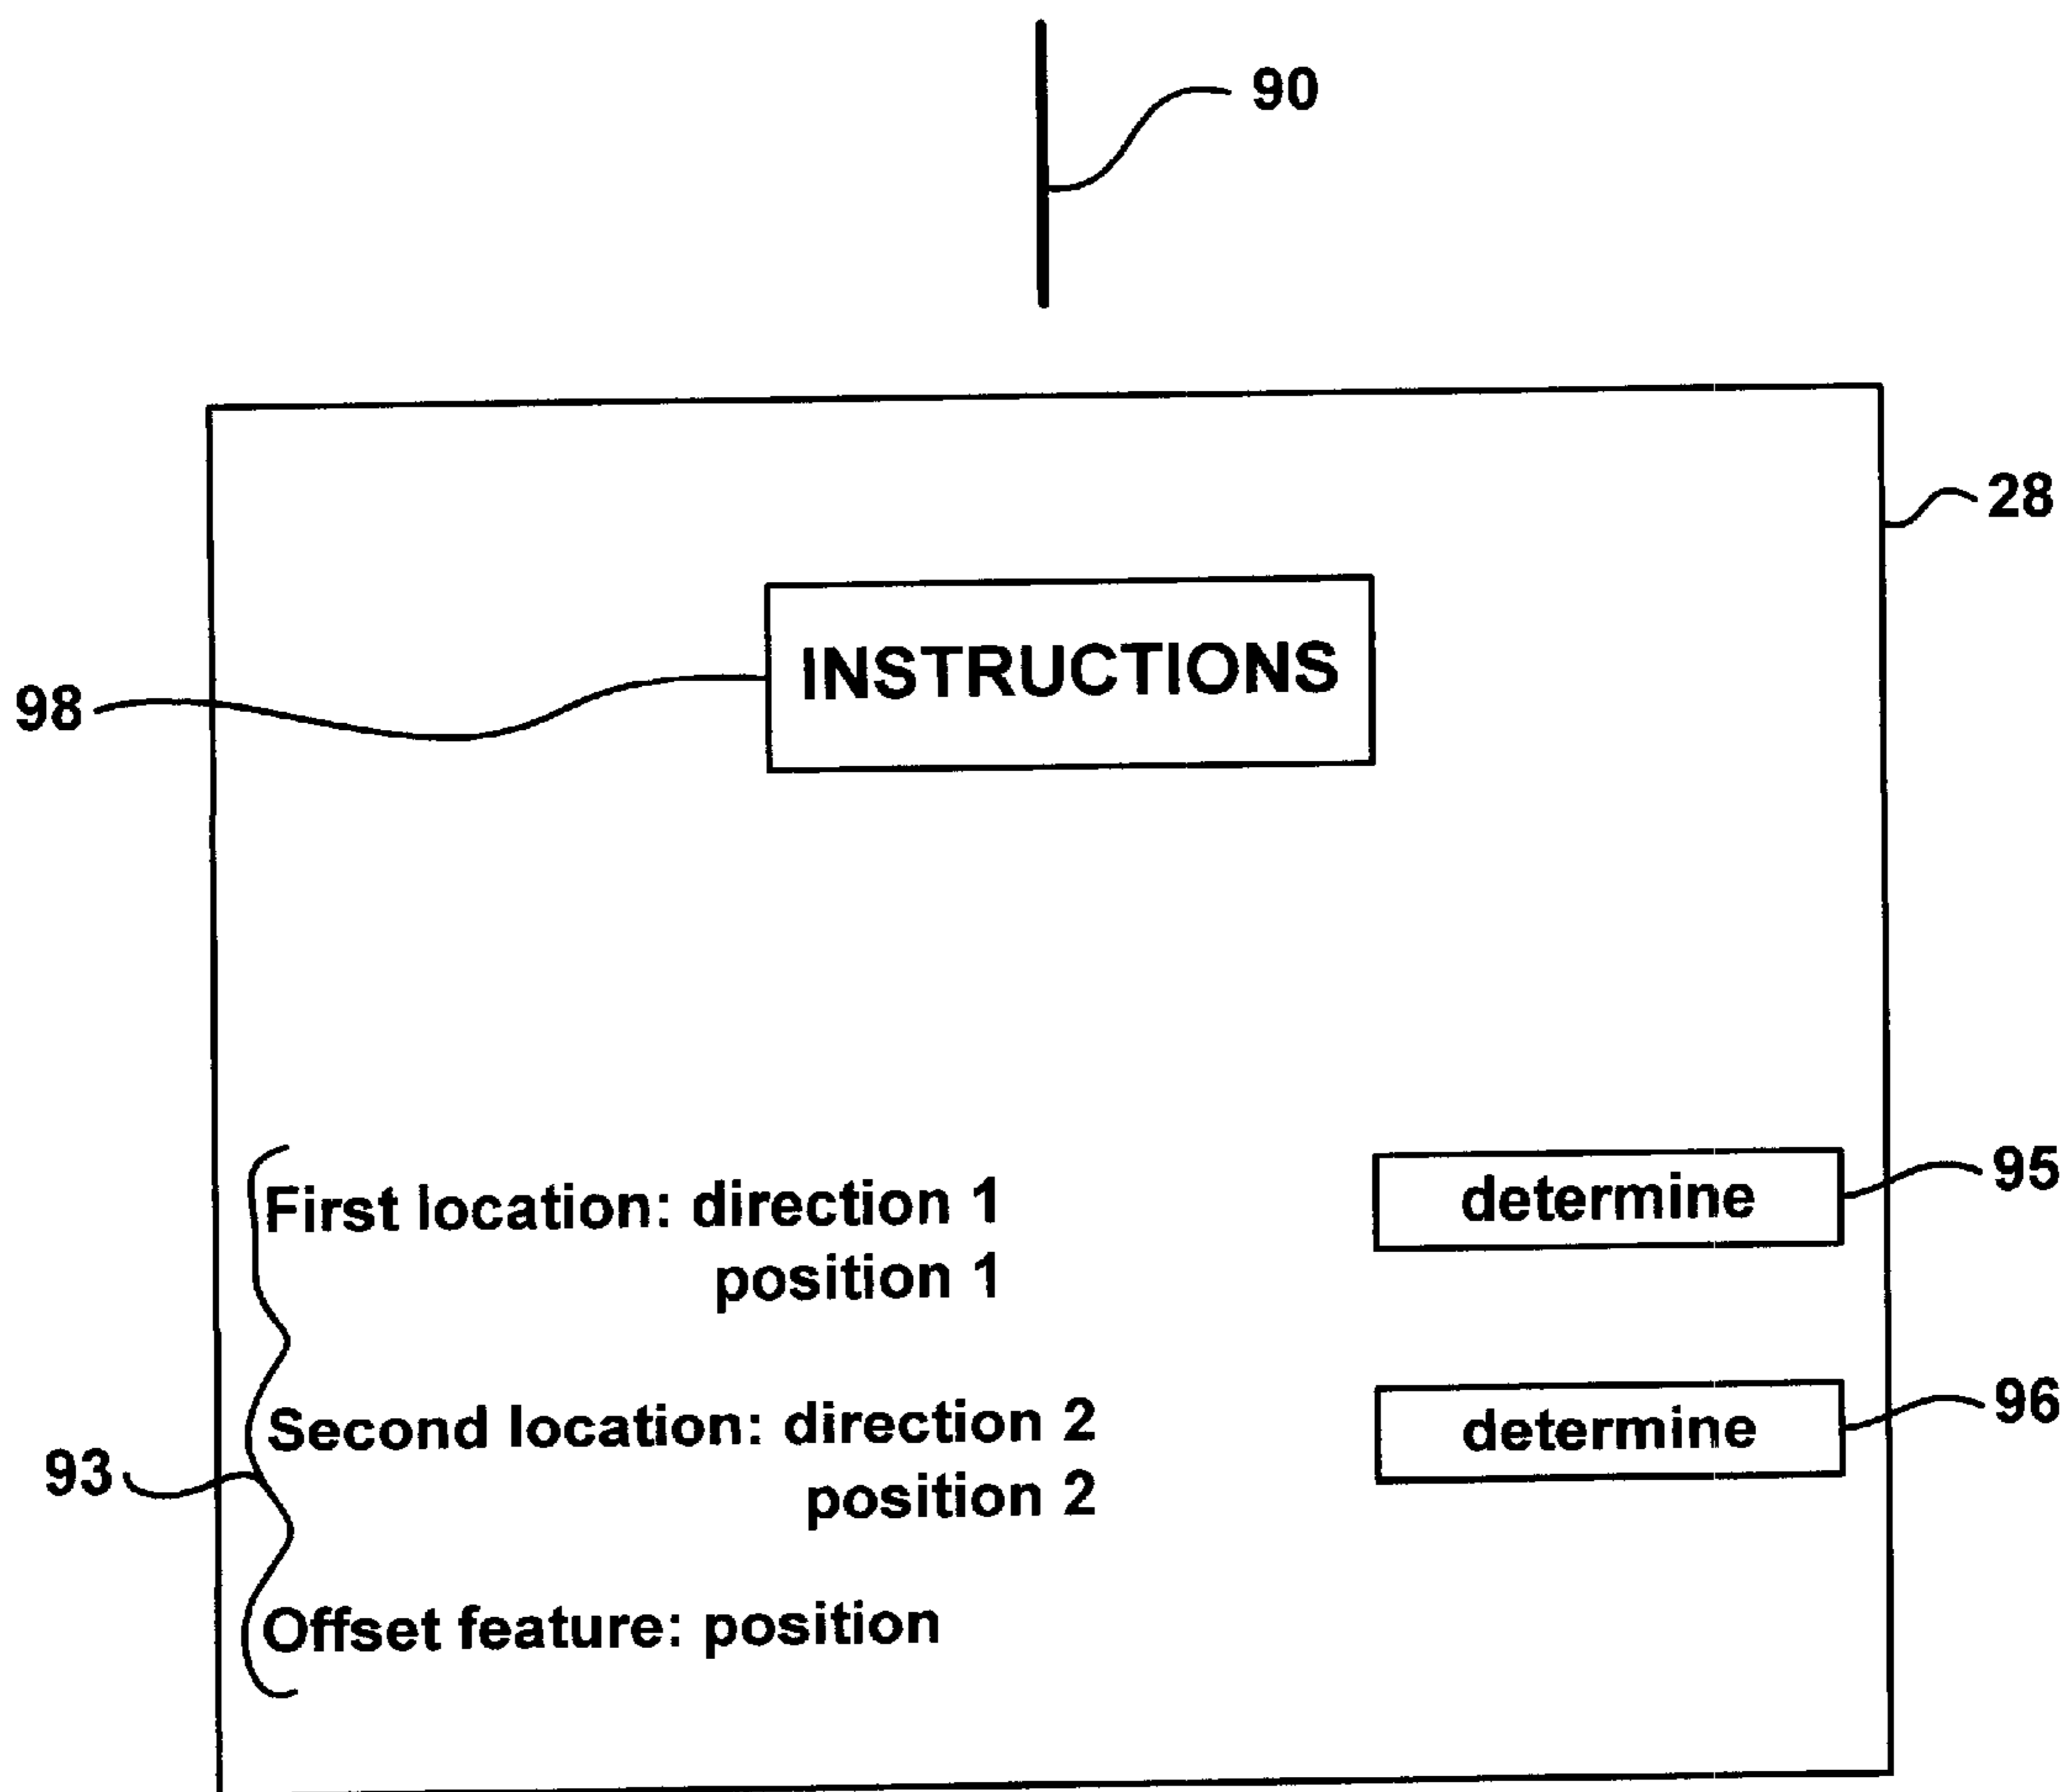 90
28
INSTRUCTIONS
98
First location: direction 1
position 1
determine
95
Second location: direction 2
position 2
determine
96
93
Offset feature: position